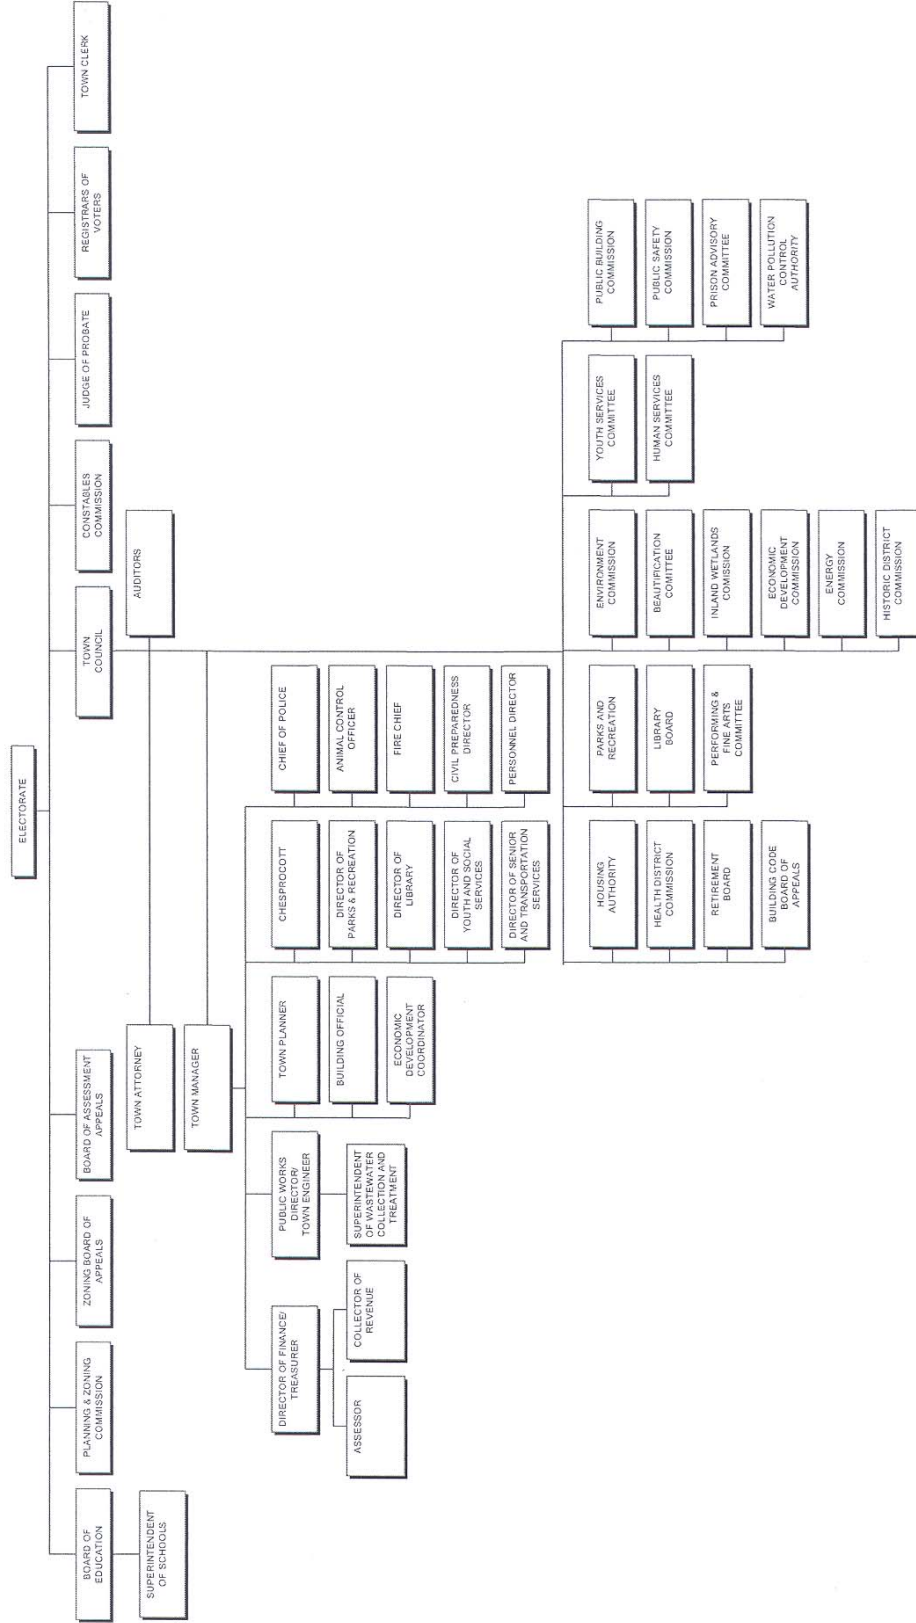 ELECTORATE
BOARD OF
EDUCATION
PLANNING & ZONING
COMMISSION
ZONING BOARD OF
APPEALS
BOARD OF ASSESSMENT
APPEALS
TOWN
COUNCIL
CONSTABLES
COMMISSION
JUDGE OF PROBATE
REGISTRARS OF
VOTERS
TOWN CLERK
SUPERINTENDENT
OF SCHOOLS
TOWN ATTORNEY
AUDITORS
TOWN MANAGER
DIRECTOR OF FINANCE/
TREASURER
PUBLIC WORKS
DIRECTOR/
TOWN ENGINEER
TOWN PLANNER
CHESPROCOTT
CHIEF OF POLICE
ASSESSOR
COLLECTOR OF
REVENUE
SUPERINTENDENT
OF WASTEWATER
COLLECTION AND
TREATMENT
BUILDING OFFICIAL
DIRECTOR OF
PARKS & RECREATION
ANIMAL CONTROL
OFFICER
ECONOMIC
DEVELOPMENT
COORDINATOR
DIRECTOR OF
LIBRARY
FIRE CHIEF
DIRECTOR OF
YOUTH AND SOCIAL
SERVICES
CIVIL PREPAREDNESS
DIRECTOR
DIRECTOR OF SENIOR
AND TRANSPORTATION
SERVICES
PERSONNEL DIRECTOR
HOUSING
AUTHORITY
PARKS AND
RECREATION
ENVIRONMENT
COMMISSION
YOUTH SERVICES
COMMITTEE
PUBLIC BUILDING
COMMISSION
HEALTH DISTRICT
COMMISSION
LIBRARY
BOARD
BEAUTIFICATION
COMITTEE
HUMAN SERVICES
COMMITTEE
PUBLIC SAFETY
COMMISSION
RETIREMENT
BOARD
PERFORMING &
FINE ARTS
COMMITTEE
INLAND WETLANDS
COMISSION
PRISON ADVISORY
COMMITTEE
BUILDING CODE
BOARD OF
APPEALS
ECONOMIC
DEVELOPMENT
COMMISSION
WATER POLLUTION
CONTROL
AUTHORITY
ENERGY
COMMISSION
HISTORIC DISTRICT
COMMISSION